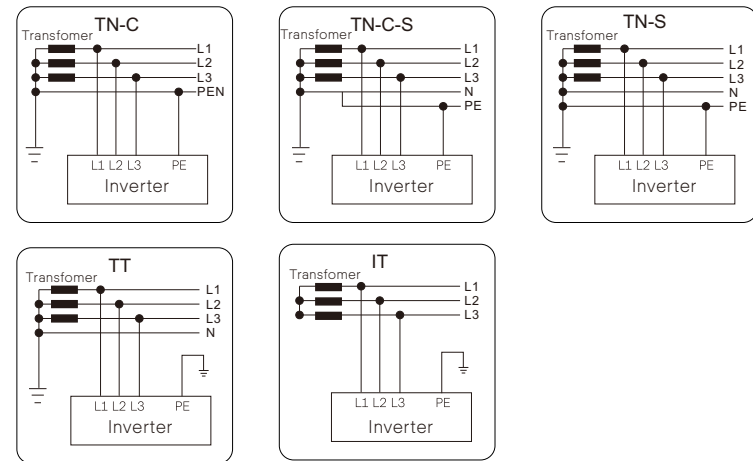 TN-C
Transfomer
L1
L2
L3
PEN
L1 L2 L3 PE
Inverter
TN-C-S
Transfomer
L1
L2
L3
N
PE
L1 L2 L3 PE
Inverter
TN-S
Transfomer
L1
L2
L3
N
PE
L1 L2 L3 PE
Inverter
TT
Transfomer
L1
L2
L3
N
L1 L2 L3 PE
Inverter
IT
Transfomer
L1
L2
L3
L1 L2 L3 PE
Inverter